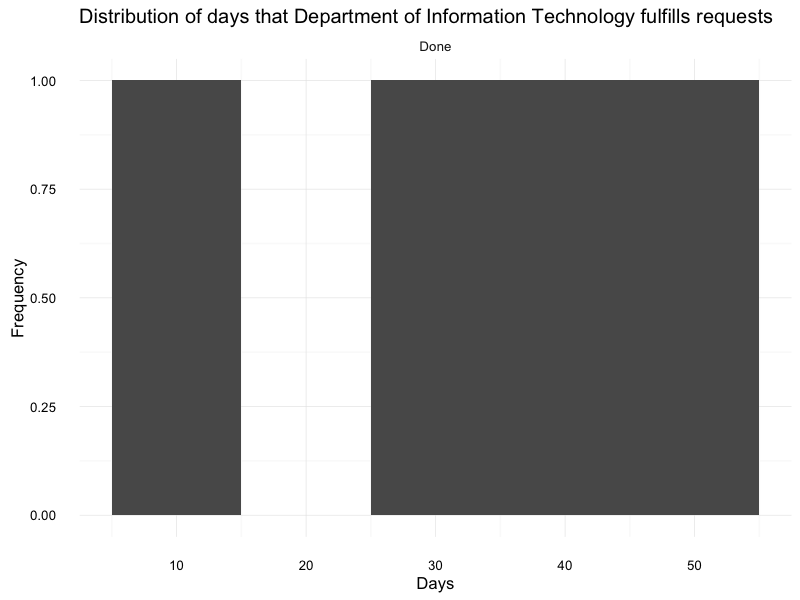 Distribution of days that Department of Information Technology fulfills requests
Done
1.00
0.75
0.50
0.25
0.00
Frequency
10 20 30 40 50
Days